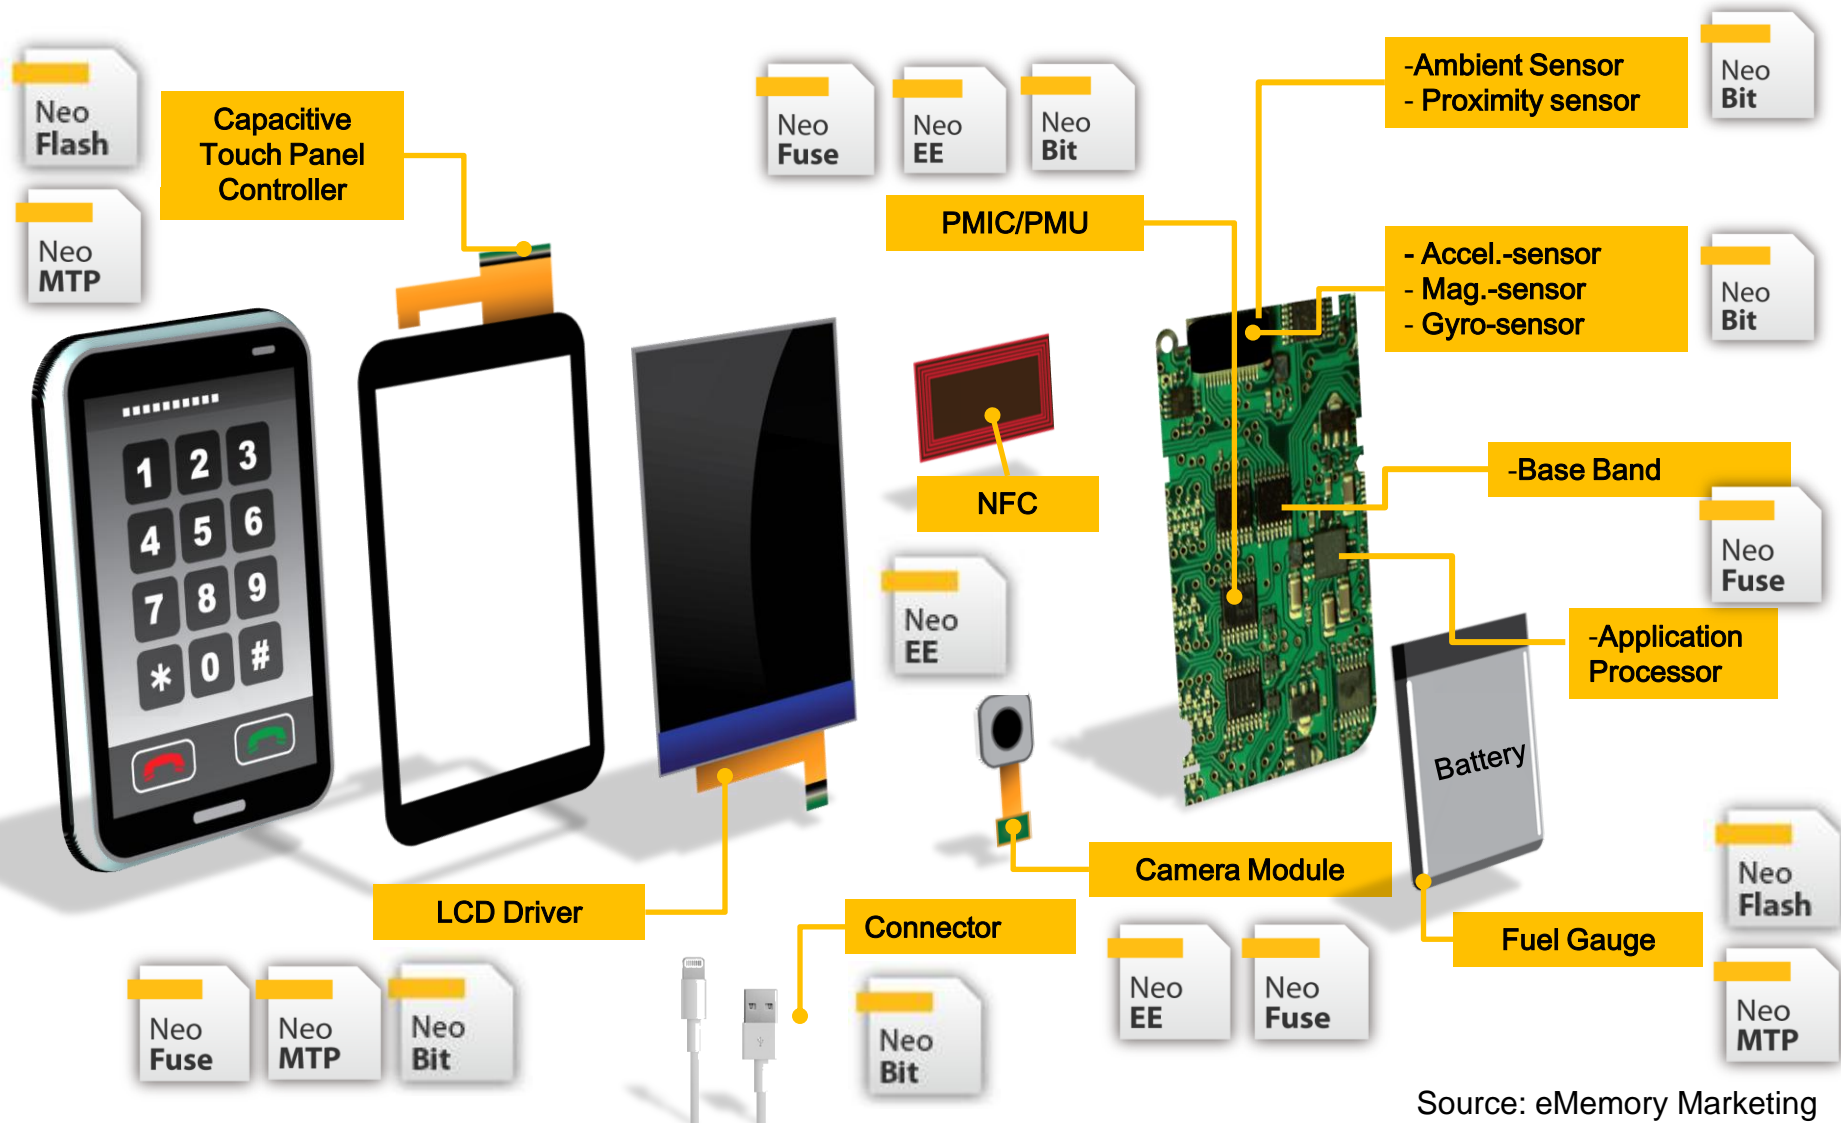 Neo
Flash
Neo
MTP
Capacitive
Touch Panel
Controller
Neo
Fuse
Neo
EE
Neo
Bit
PMIC/PMU
-Ambient Sensor
- Proximity sensor
Neo
Bit
- Accel.-sensor
- Mag.-sensor
- Gyro-sensor
Neo
Bit
1 2 3
4 5 6
7 8 9
* 0 #
NFC
Neo
EE
-Base Band
Neo
Fuse
-Application
Processor
Battery
Camera Module
Neo
EE
Neo
Fuse
LCD Driver
Neo
Fuse
Neo
MTP
Neo
Bit
Connector
Neo
Bit
Fuel Gauge
Neo
Flash
Neo
MTP
Source: eMemory Marketing